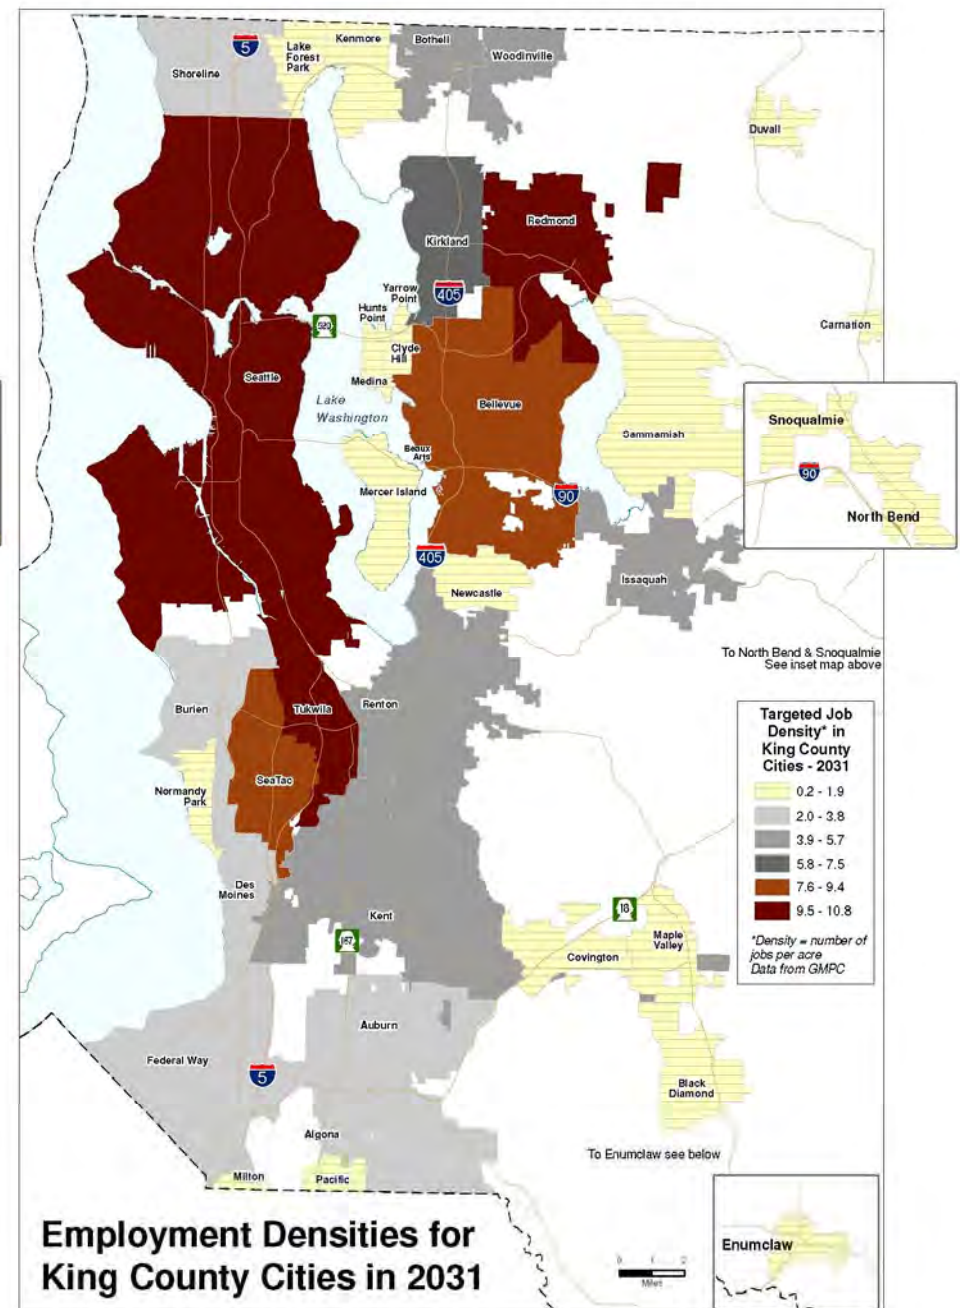 5
Kenmore
Bothell
Lake
Forest
Park
Woodinville
Shoreline
Duvall
Redmond
Kirkland
Yarrow
Point
405
Hunts
Point
520
Carnation
Clyde
Hill
Seattle
Medina
Lake
Washington
Bellevue
Sammamish
Snoqualmie
Beaux
Arts
90
Mercer Island
90
North Bend
405
Issaquah
Newcastle
To North Bend & Snoqualmie
See inset map above
Renton
Burien
Tukwila
SeaTac
Normandy
Park
Targeted Job
Density* in
King County
Cities - 2031
0.2 - 1.9
2.0 - 3.8
3.9 - 5.7
5.8 - 7.5
7.6 - 9.4
9.5 - 10.8
*Density = number of
jobs per acre
Data from GMPC
Des
Moines
Kent
18
167
Maple
Valley
Covington
Auburn
Federal Way
5
Black
Diamond
Algona
To Enumclaw see below
Milton
Pacific
Enumclaw
Employment Densities for
King County Cities in 2031
0 1 2
Miles